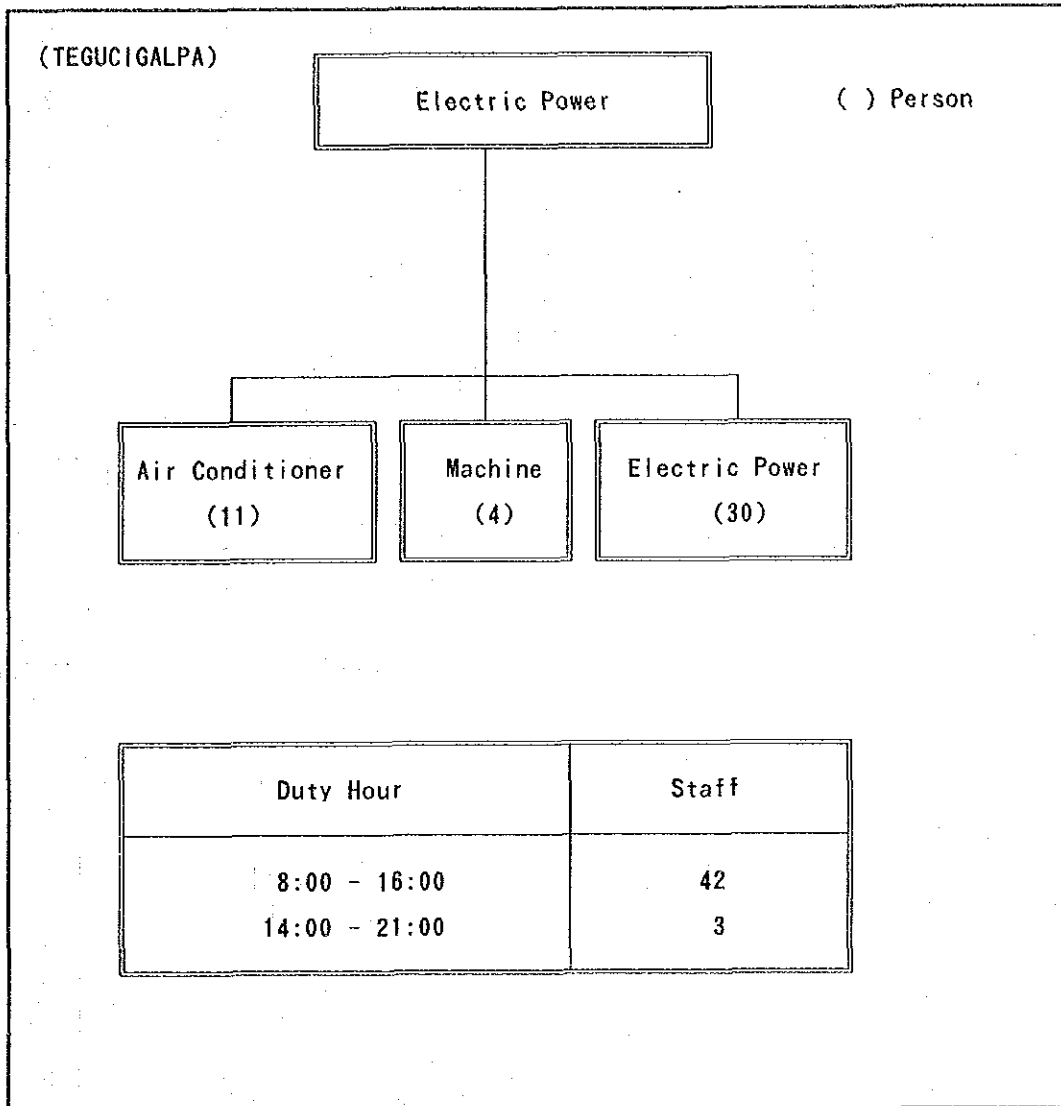 (TEGUCIGALPA)
Electric Power
( ) Person
Air Conditioner
(11)
Machine
(4)
Electric Power
(30)
Duty Hour Staff
8:00 - 16:00 42
14:00 - 21:00 3